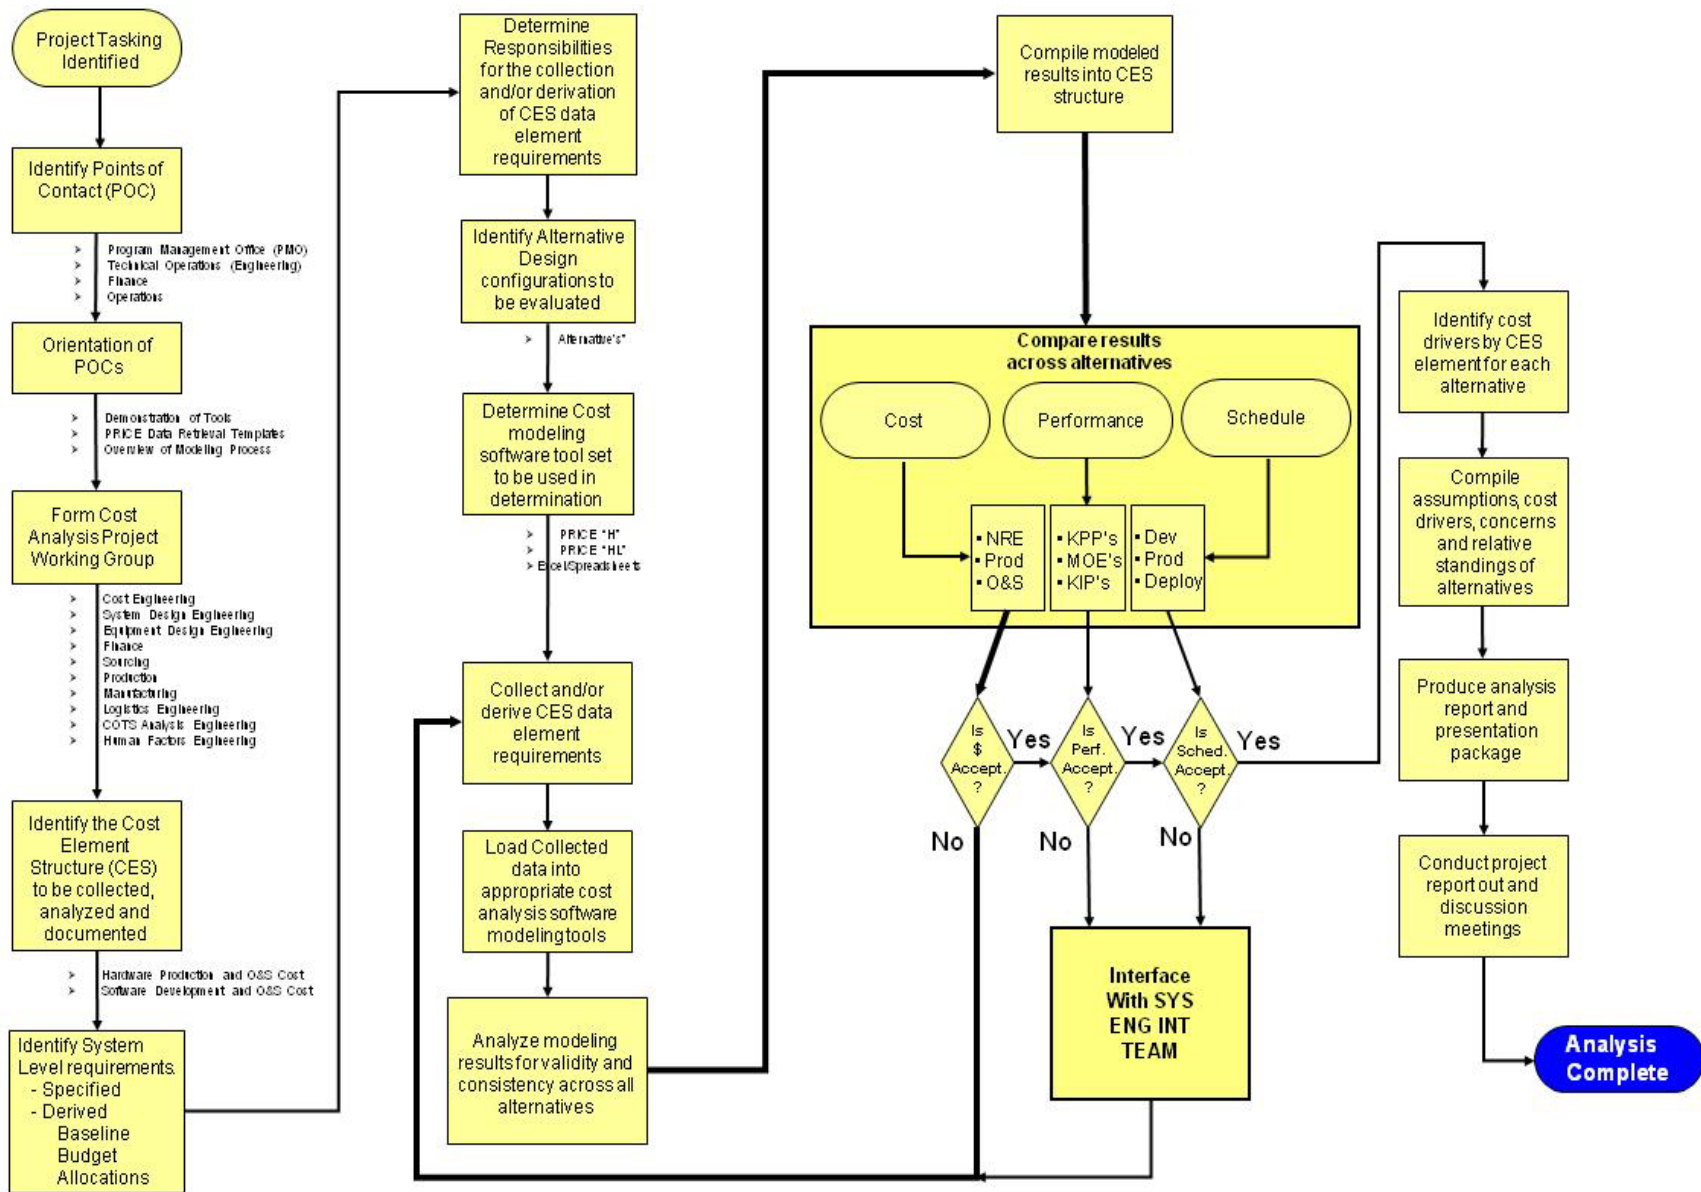 Project Tasking
Identified
Identify Points of
Contact (POC)
➢ Program Management Office (PMO)
➢ Technical Operations (Engineering)
➢ Finance
➢ Operations
Orientation of
POCs
➢ Demonstration of Tools
➢ PRICE Data Retrieval Templates
➢ Overview of Modeling Process
Form Cost
Analysis Project
Working Group
➢ Cost Engineering
➢ System Design Engineering
➢ Equipment Design Engineering
➢ Finance
➢ Sourcing
➢ Production
➢ Manufacturing
➢ Logistics Engineering
➢ COTS Analysis Engineering
➢ Human Factors Engineering
Identify the Cost
Element
Structure (CES)
to be collected,
analyzed and
documented
➢ Hardware Production and O&S Cost
➢ Software Development and O&S Cost
Identify System
Level requirements.
- Specified
- Derived
Baseline
Budget
Allocations
Determine
Responsibilities
for the collection
and/or derivation
of CES data
element
requirements
Identify Alternative
Design
configurations to
be evaluated
➢ Alternative's"
Determine Cost
modeling
software tool set
to be used in
determination
➢ PRICE "H"
➢ PRICE "HL"
➢ Excel/Spreadsheets
Collect and/or
derive CES data
element
requirements
Load Collected
data into
appropriate cost
analysis software
modeling tools
Analyze modeling
results for validity and
consistency across all
alternatives
Compile modeled
results into CES
structure
Compare results
across alternatives
Cost
Performance
Schedule
▪ NRE
▪ Prod
▪ O&S
▪ KPP's
▪ MOE's
▪ KIP's
▪ Dev
▪ Prod
▪ Deploy
Is
$
Accept.
?
Yes
No
Is
Perf.
Accept.
?
Yes
No
Is
Sched.
Accept.
?
Yes
No
Interface
With SYS
ENG INT
TEAM
Identify cost
drivers by CES
element for each
alternative
Compile
assumptions, cost
drivers, concerns
and relative
standings of
alternatives
Produce analysis
report and
presentation
package
Conduct project
report out and
discussion
meetings
Analysis
Complete